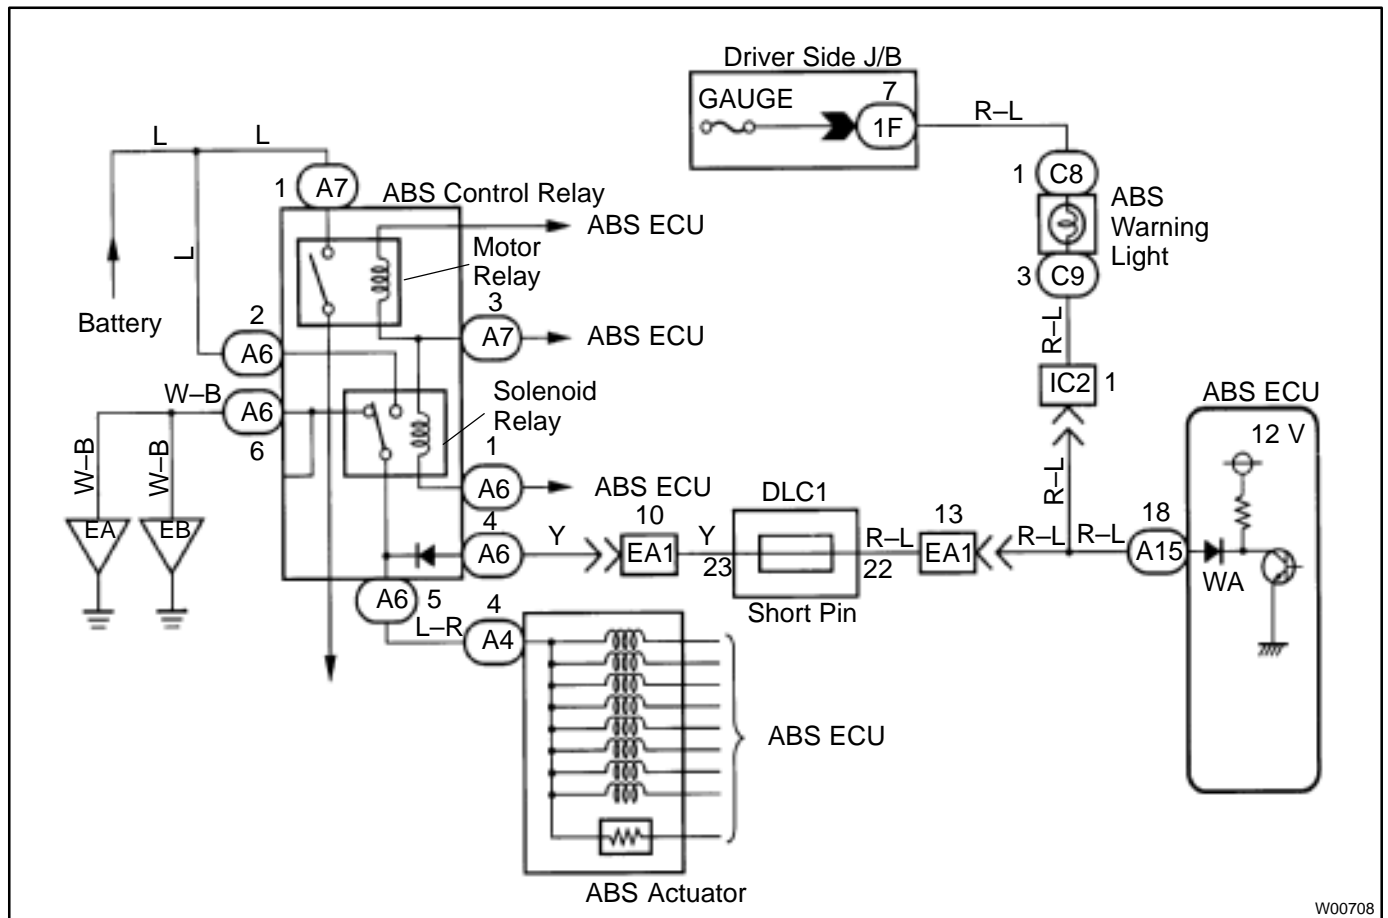 Driver Side J/B
GAUGE
7
1F
R–L
L
L
1
A7
ABS Control Relay
ABS ECU
1
C8
ABS
Warning
Light
Motor
Relay
3
C9
L
Battery
2
A6
3
A7
ABS ECU
R–L
IC2
1
W–B
A6
6
Solenoid
Relay
1
A6
ABS ECU
ABS ECU
12 V
W–B
W–B
EA
EB
R–L
4
A6
Y
10
EA1
Y
23
DLC1
22
Short Pin
R–L
13
EA1
R–L
R–L
18
A15
WA
A6
5
L–R
4
A4
ABS ECU
ABS Actuator
W00708